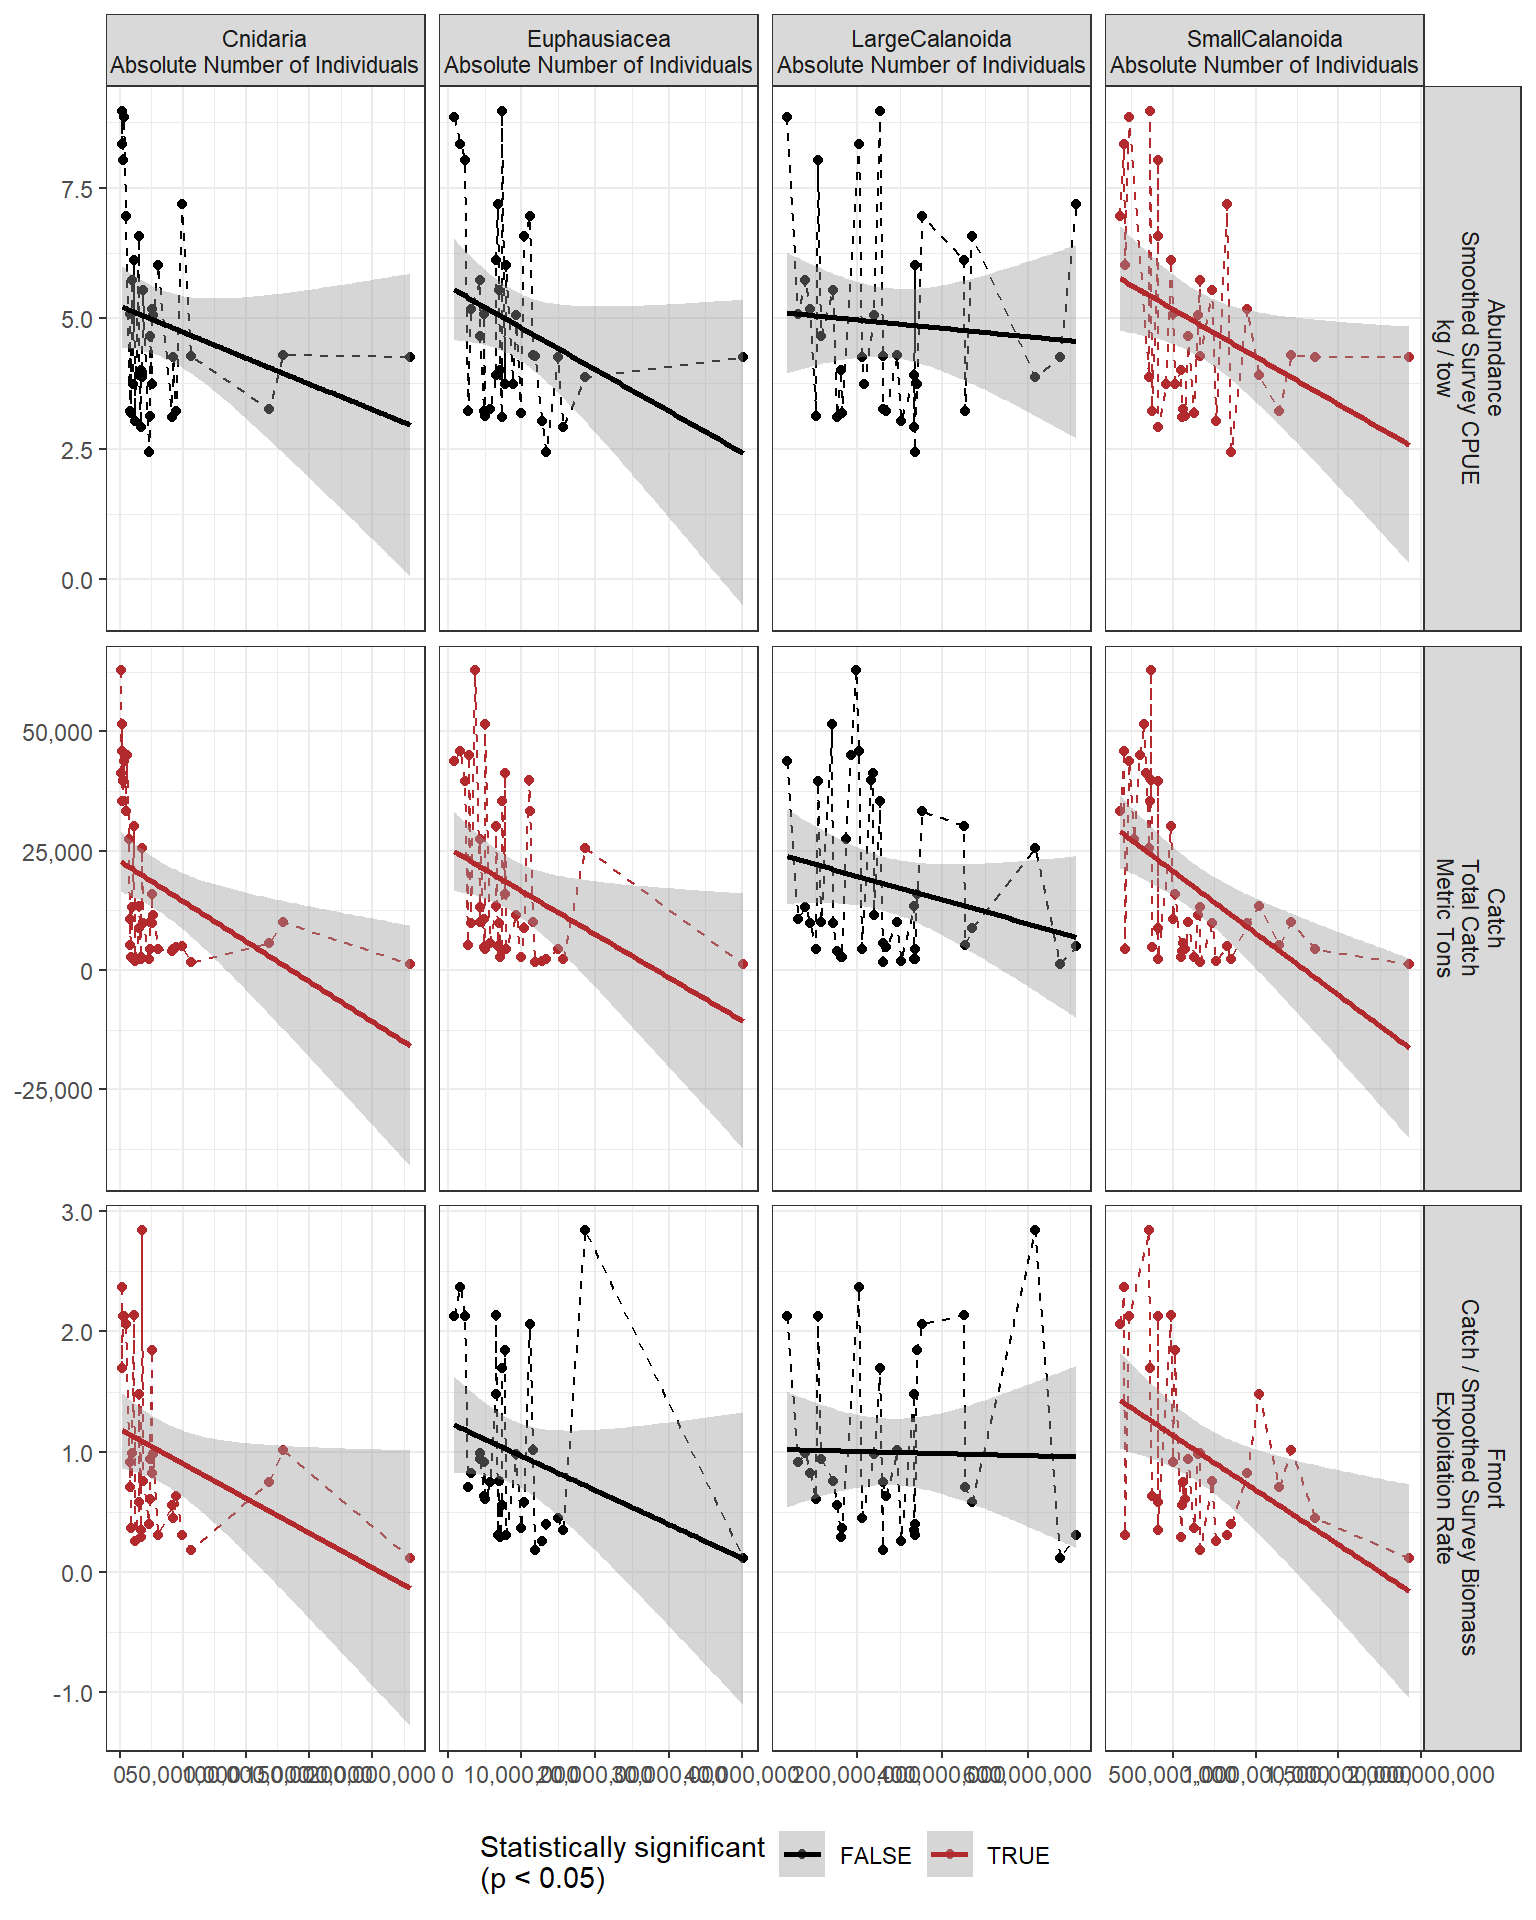 Cnidaria
Absolute Number of Individuals
Euphausiacea
Absolute Number of Individuals
LargeCalanoida
Absolute Number of Individuals
SmallCalanoida
Absolute Number of Individuals
7.5
5.0
2.5
0.0
Abundance
Smoothed Survey CPUE
kg / tow
50,000
25,000
0
-25,000
Catch
Total Catch
Metric Tons
3.0
2.0
1.0
0.0
-1.0
Fmort
Catch / Smoothed Survey Biomass
Exploitation Rate
0
0
Statistically significant
(p < 0.05)
FALSE
TRUE